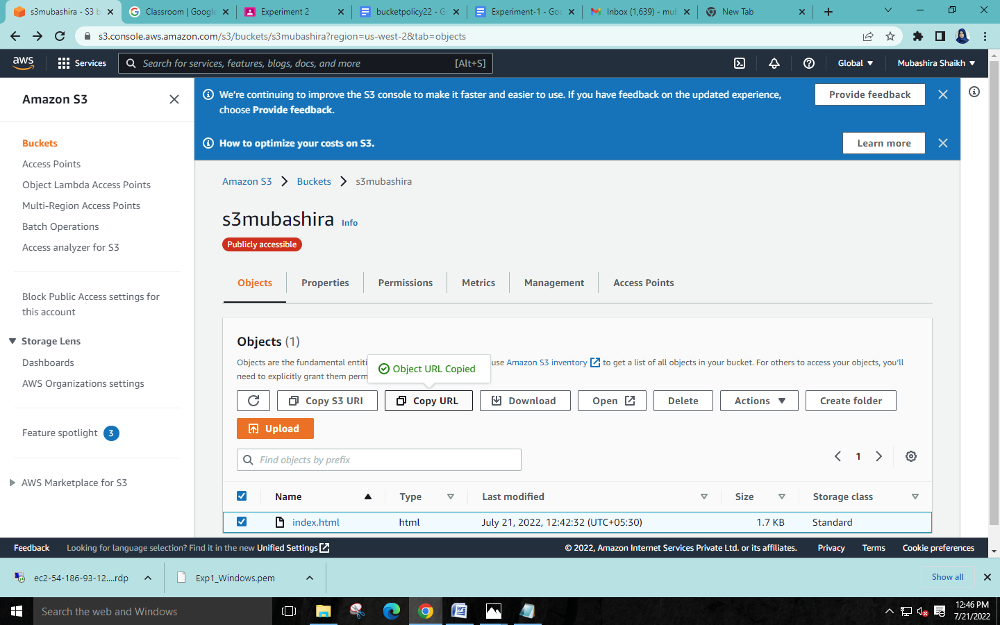 s3mubashira - S3 b
Classroom | Google
Experiment 2
bucketpolicy22 - G
Experiment-1 - Goo
Inbox (1,639) - mub
New Tab
s3.console.aws.amazon.com/s3/buckets/s3mubashira?region=us-west-2&tab=objects
aws
Services
Search for services, features, blogs, docs, and more
[Alt+S]
Global
Mubashira Shaikh
Amazon S3
Buckets
Access Points
Object Lambda Access Points
Multi-Region Access Points
Batch Operations
Access analyzer for S3
Block Public Access settings for
this account
Storage Lens
Dashboards
AWS Organizations settings
Feature spotlight 3
AWS Marketplace for S3
We're continuing to improve the S3 console to make it faster and easier to use. If you have feedback on the updated experience,
choose Provide feedback.
Provide feedback
How to optimize your costs on S3.
Learn more
Amazon S3 > Buckets > s3mubashira
s3mubashira Info
Publicly accessible
Objects
Properties
Permissions
Metrics
Management
Access Points
Objects (1)
Objects are the fundamental entiti use Amazon S3 inventory to get a list of all objects in your bucket. For others to access your objects, you'll
need to explicitly grant them perm
Object URL Copied
Copy S3 URI
Copy URL
Download
Open
Delete
Actions
Create folder
Upload
Find objects by prefix
1
Name
Type
Last modified
Size
Storage class
index.html
html
July 21, 2022, 12:42:32 (UTC+05:30)
1.7 KB
Standard
Feedback
Looking for language selection? Find it in the new Unified Settings
© 2022, Amazon Internet Services Private Ltd. or its affiliates.
Privacy
Terms
Cookie preferences
ec2-54-186-93-12....rdp
Exp1_Windows.pem
Show all
Search the web and Windows
12:46 PM
7/21/2022